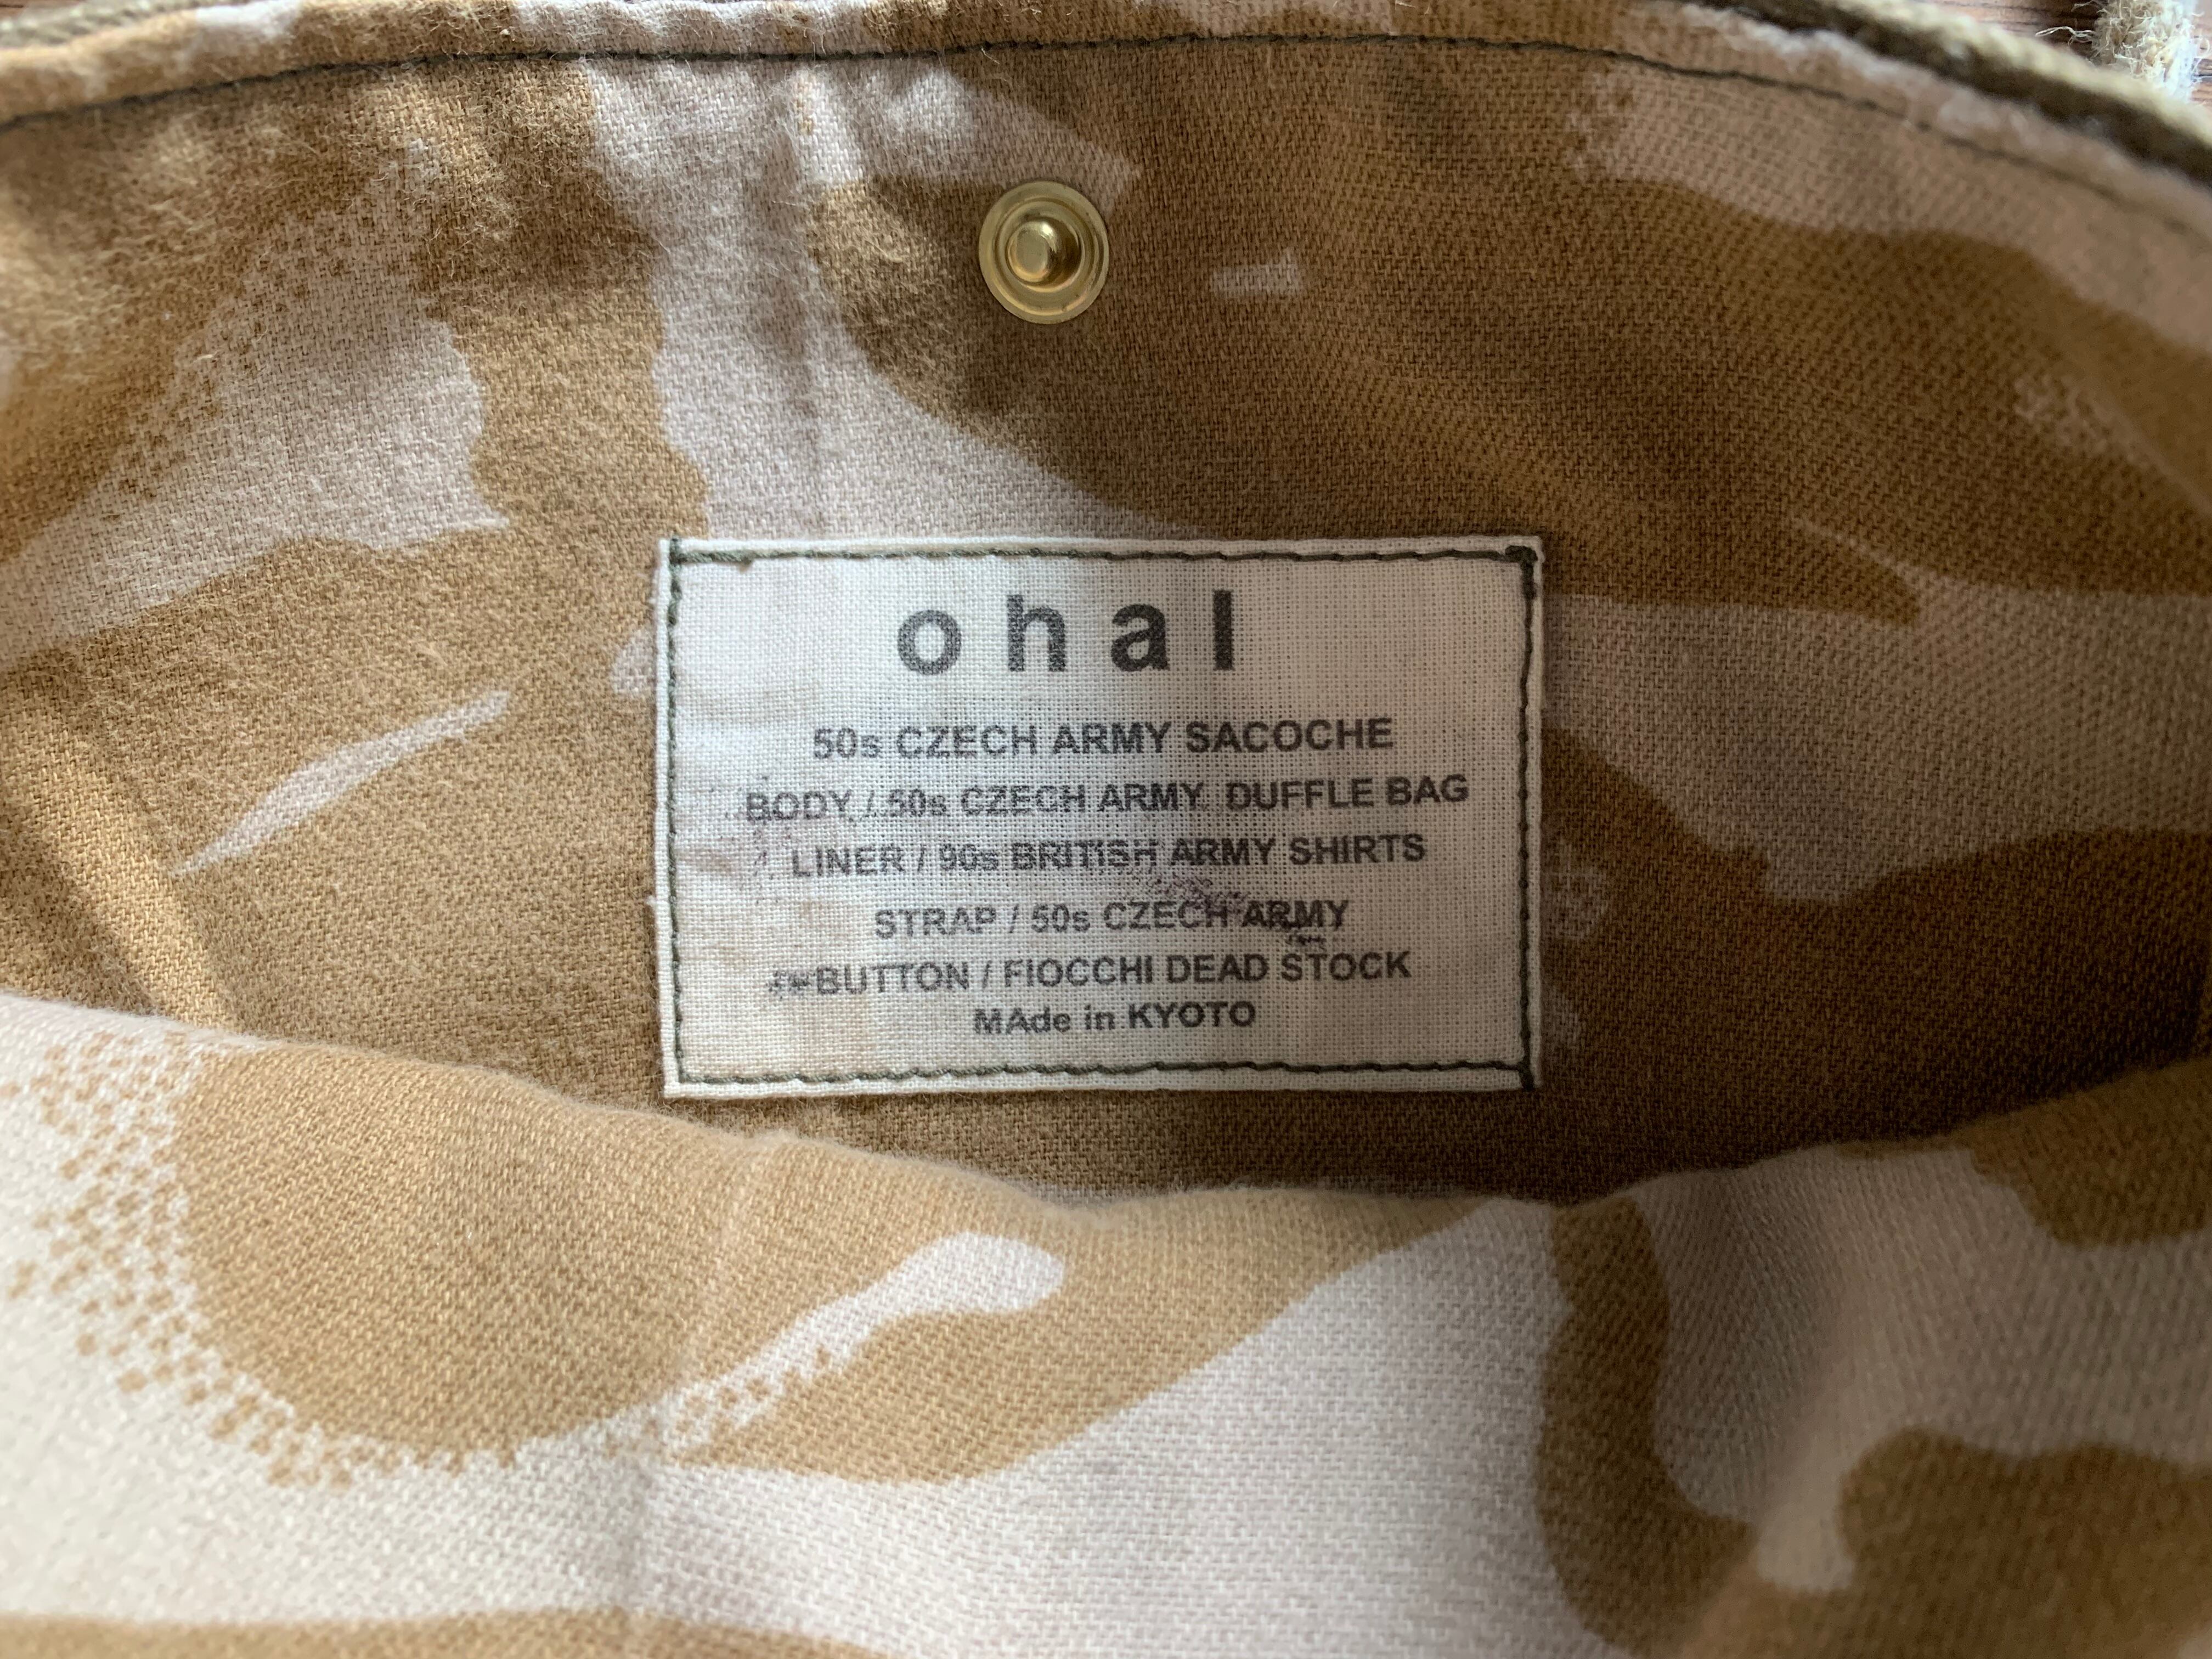 ohal
50s CZECH ARMY SACOCHE
BODY / 50s CZECH ARMY DUFFLE BAG
LINER / 90s BRITISH ARMY SHIRTS
STRAP / 50s CZECH ARMY
BUTTON / FIOCCHI DEAD STOCK
MAde in KYOTO